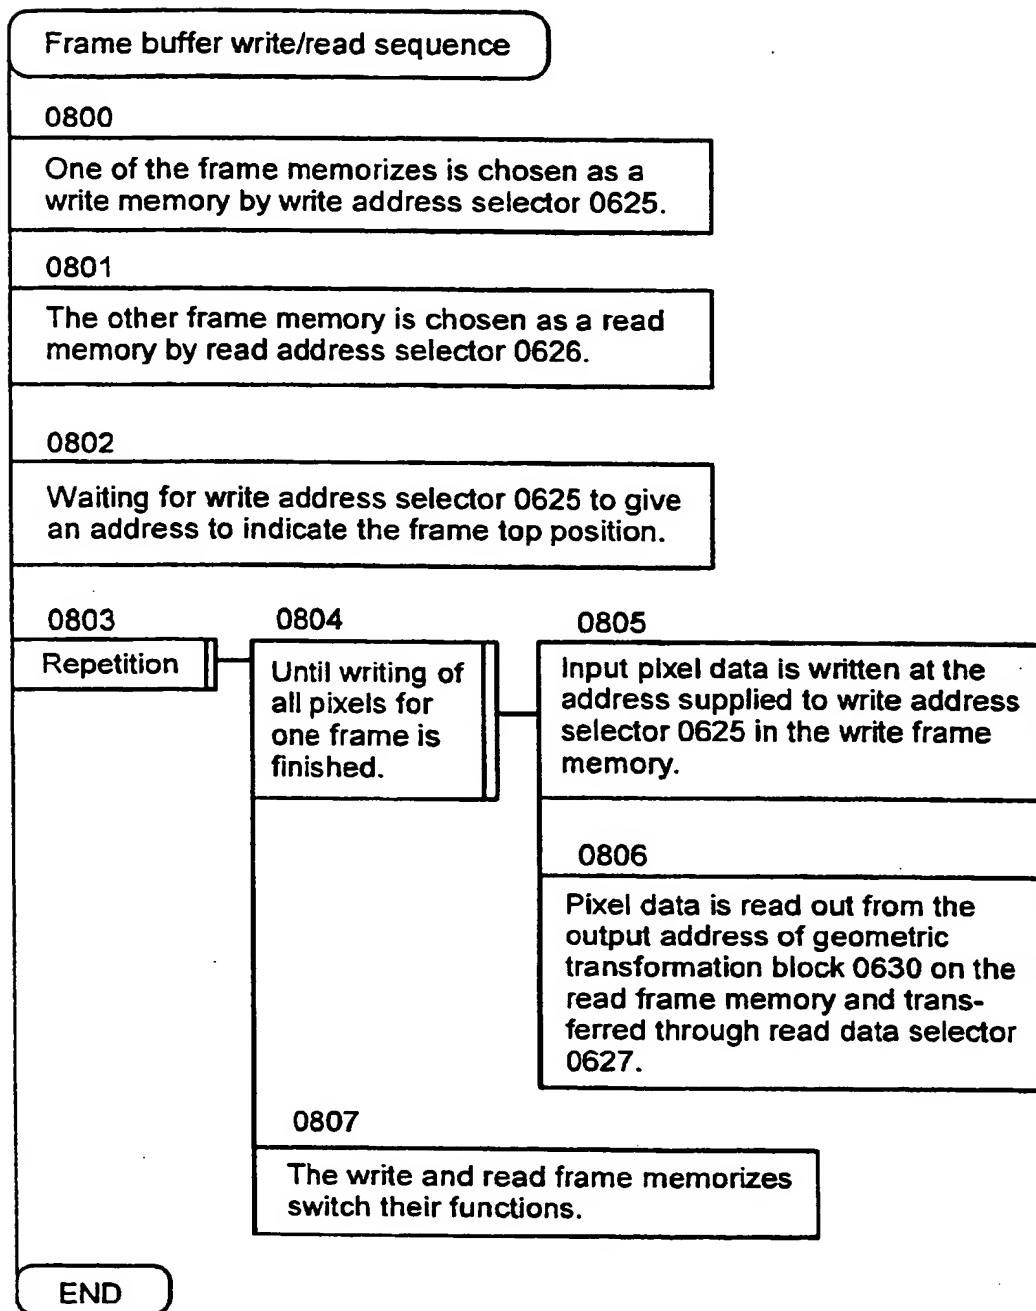 Frame buffer write/read sequence
0800
One of the frame memorizes is chosen as a
write memory by write address selector 0625.
0801
The other frame memory is chosen as a read
memory by read address selector 0626.
0802
Waiting for write address selector 0625 to give
an address to indicate the frame top position.
0803
Repetition
0804
Until writing of
all pixels for
one frame is
finished.
0805
Input pixel data is written at the
address supplied to write address
selector 0625 in the write frame
memory.
0806
Pixel data is read out from the
output address of geometric
transformation block 0630 on the
read frame memory and trans-
ferred through read data selector
0627.
0807
The write and read frame memorizes
switch their functions.
END